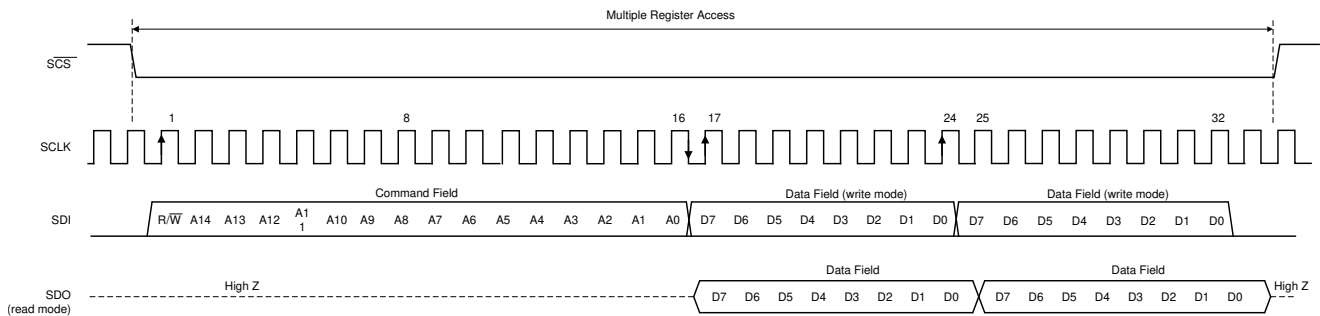 Multiple Register Access
SCS
1 8 16 17 24 25 32
SCLK
Command Field Data Field (write mode) Data Field (write mode)
SDI R/W A14 A13 A12 A11 A10 A9 A8 A7 A6 A5 A4 A3 A2 A1 A0 D7 D6 D5 D4 D3 D2 D1 D0 D7 D6 D5 D4 D3 D2 D1 D0
Data Field Data Field
High Z High Z
SDO D7 D6 D5 D4 D3 D2 D1 D0 D7 D6 D5 D4 D3 D2 D1 D0
(read mode)